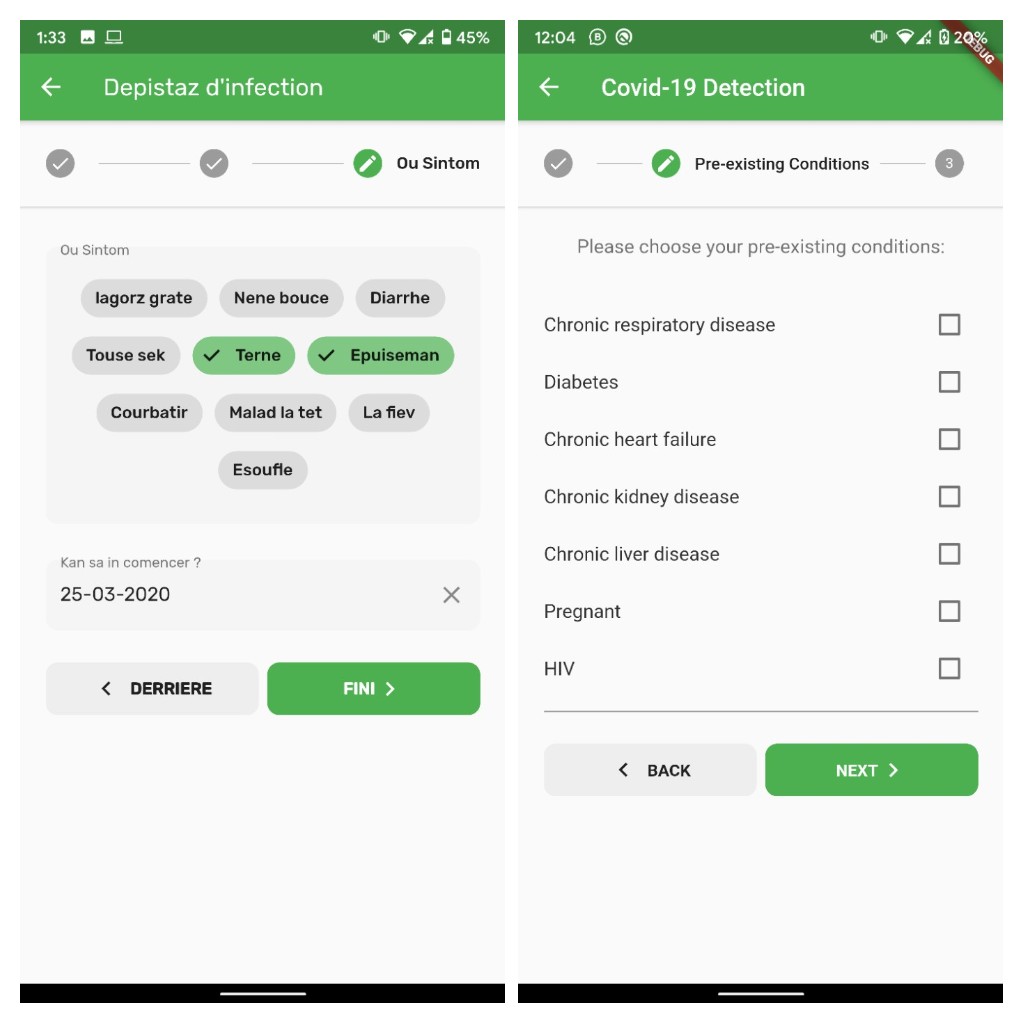 1:33 45%
Depistaz d'infection
Ou Sintom
Ou Sintom
lagorz grate Nene bouce Diarrhe
Touse sek Terne Epuiseman
Courbatir Malad la tet La fiev
Esoufle
Kan sa in comencer ?
25-03-2020
DERRIERE FINI
12:04 B 20%
DEBUG
Covid-19 Detection
Pre-existing Conditions 3
Please choose your pre-existing conditions:
Chronic respiratory disease
Diabetes
Chronic heart failure
Chronic kidney disease
Chronic liver disease
Pregnant
HIV
BACK NEXT